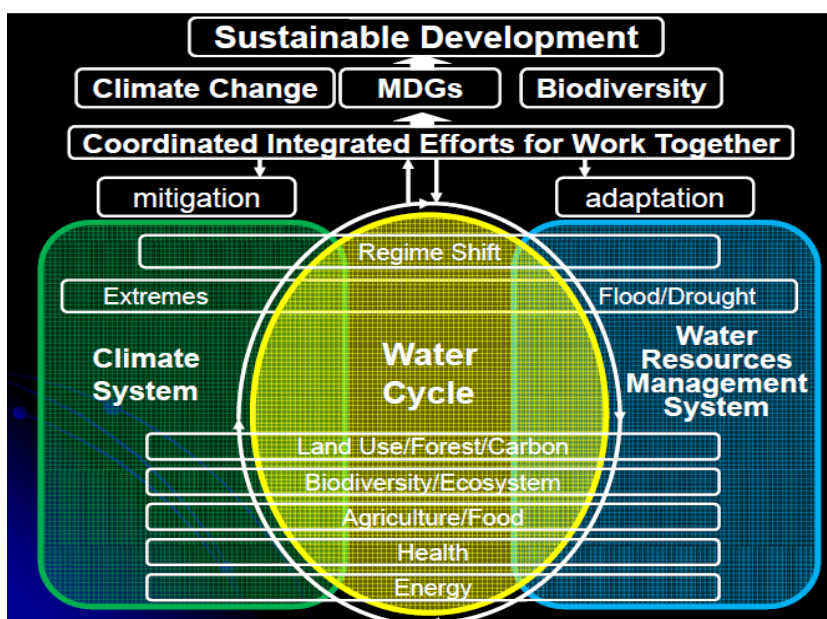 Sustainable Development
Climate Change
MDGs
Biodiversity
Coordinated Integrated Efforts for Work Together
mitigation
adaptation
Regime Shift
Extremes
Flood/Drought
Climate
System
Water
Cycle
Water
Resources
Management
System
Land Use/Forest/Carbon
Biodiversity/Ecosystem
Agriculture/Food
Health
Energy